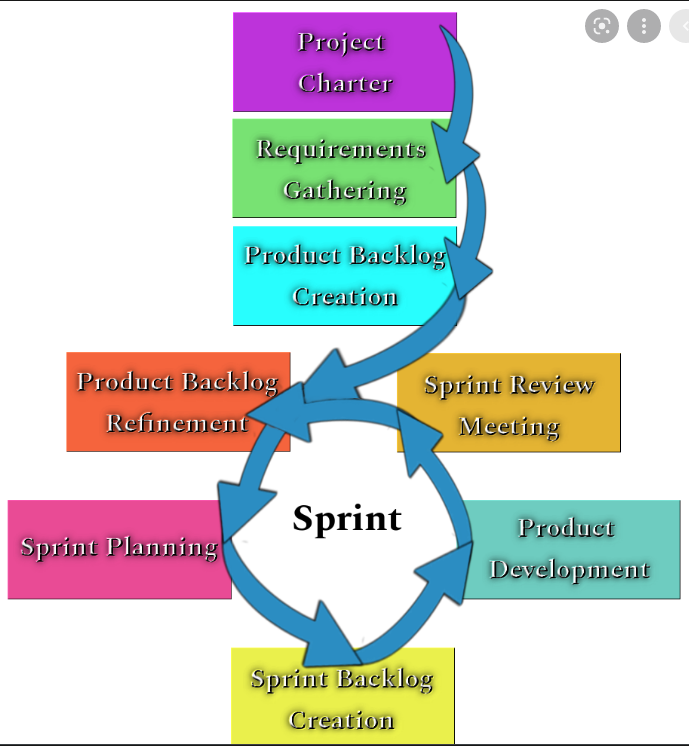 Project
Charter
Requirements
Gathering
Product Backlog
Creation
Product Backlog
Refinement
Sprint Review
Meeting
Sprint
Sprint Planning
Product
Development
Sprint Backlog
Creation